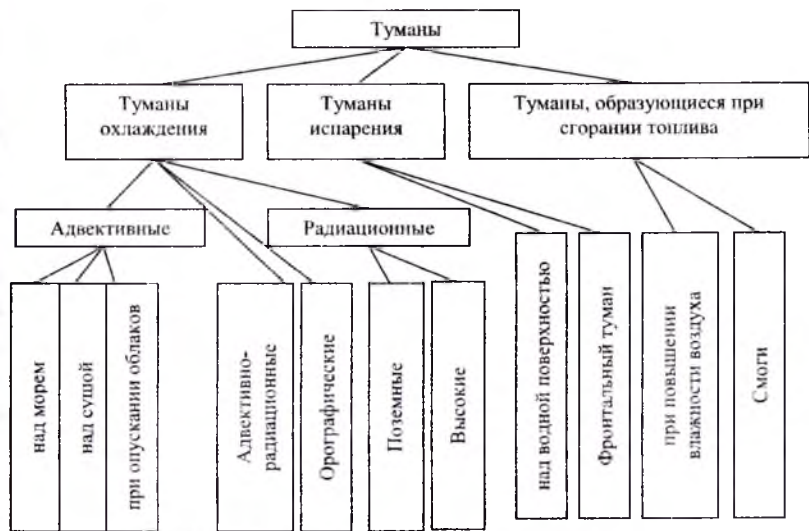 Туманы
Туманы
охлаждения
Туманы
испарения
Туманы, образующиеся при
сгорании топлива
Адвективные
Радиационные
над морем
над сушой
при опускании облаков
Адвективно-
радиационные
Орографические
Поземные
Высокие
над водной поверхностью
Фронтальный туман
при повышении
влажности воздуха
Смоги